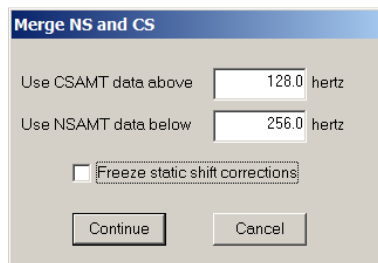 Merge NS and CS
Use CSAMT data above 128.0 hertz
Use NSAMT data below 256.0 hertz
Freeze static shift corrections
Continue Cancel